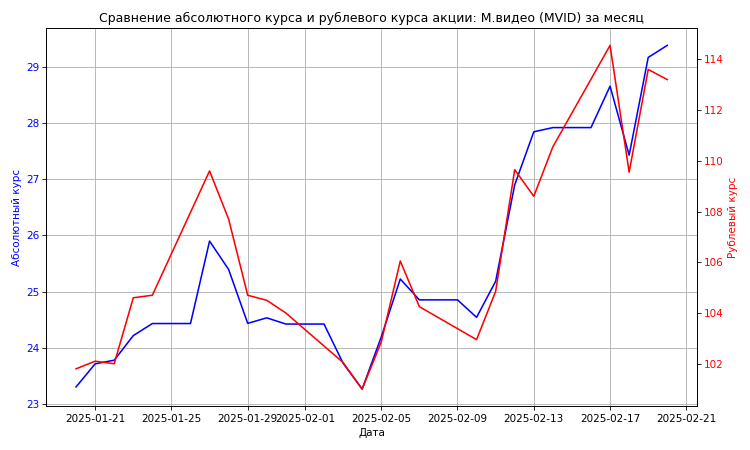 Сравнение абсолютного курса и рублевого курса акции: М.видео (MVID) за месяц
Абсолютный курс
29
28
27
26
25
24
23
114
112
110
108
106
104
102
Рублевый курс
2025-01-21 2025-01-25 2025-01-29 2025-02-01 2025-02-05 2025-02-09 2025-02-13 2025-02-17 2025-02-21
Дата